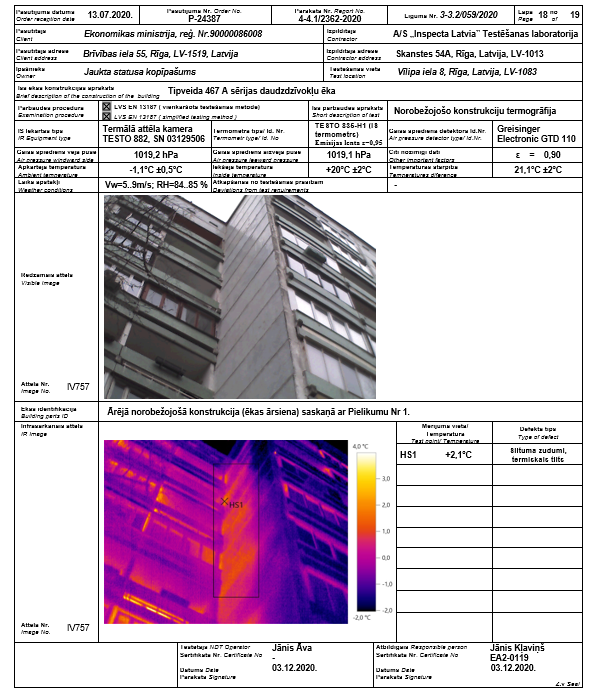 Pasutījuma datums
Order reception date
13.07.2020.
Pasutījuma Nr. Order No.
P-24387
Parskata Nr. Report No.
4-4.1/2362-2020
Līguma Nr. 3-3.2/059/2020
Lapa Page 18 no of 19
Pasutītājs
Client
Ekonomikas ministrija, reģ. Nr.90000086008
Izpildītājs
Contractor
A/S „Inspecta Latvia” Testēšanas laboratorija
Pasutītāja adrese
Client address
Brīvības iela 55, Rīga, LV-1519, Latvija
Izpildītāja adrese
Contractor address
Skanstes 54A, Rīga, Latvija, LV-1013
Īpašnieks
Owner
Jaukta statusa kopīpašums
Testēšanas vieta
Test location
Vīlipa iela 8, Rīga, Latvija, LV-1083
Īss ēkas konstrukcijas apraksts
Brief description of the construction of the building
Tipveida 467 A sērijas daudzdzīvokļu ēka
Parbaudes procedūra
Examination procedure
LVS EN 13187 ( vienkāršota testēšanas metode)
LVS EN 13187 ( simplified testing method )
Īss parbaudes apraksts
Short description of test
Norobežojošo konstrukciju termogrāfija
IS iekārtas tips
IR Equipment type
Termālā attēla kamera
TESTO 882, SN 03129506
Termometra tips/ Id. Nr.
Termometr type/ Id. No
TESTO 835-H1 (IS
termometrs)
Emisijas lenta ε=0,95
Gaisa spiediena detektora Id.Nr.
Air pressure detector type/ Id.Nr.
Greisinger
Electronic GTD 110
Gaisa spiediens vēja pusē
Air pressure windward side
1019,2 hPa
Gaisa spiediens aizvēja pusē
Air pressure leeward pressure
1019,1 hPa
Citi nozīmīgi dati
Other important factors
ε = 0,90
Apkārtējā temperatūra
Ambient temperature
-1,1°C ±0,5°C
Iekšējā temperatūra
Inside temperature
+20°C ±2°C
Temperatūras starpība
Temperatures diference
21,1°C ±2°C
Laika apstākļi
Weather conditions
Vw=5..9m/s; RH=84..85 %
Atkāpšanās no testēšanas prasībām
Deviations from test requirements
-
Redzamais attēls
Visible image
Attēla Nr.
Image No.
IV757
Ēkas identifikācija
Building parts ID
Ārējā norobežojošā konstrukcija (ēkas ārsiena) saskaņā ar Pielikumu Nr 1.
Infrasarkanais attēls
IR image
Mērījuma vieta/
Temperatūra
Test point/ Temperature
Defekta tips
Type of defect
HS1 +2,1°C
Siltuma zudumi,
termiskais tilts
4,0 °C
3,0
2,0
1,0
0,0
-1,0
-2,0
-2,0 °C
HS1
Attēla Nr.
Image No.
IV757
Testētājs NDT Operator
Sertifikāta Nr. Certificate No
Datums Date
Paraksts Signature
Jānis Āva
-
03.12.2020.
Atbildīgais Responsible person
Sertifikāta Nr. Certificate No
Datums Date
Paraksts Signature
Jānis Kļaviņš
EA2-0119
03.12.2020.
Z.v Seal